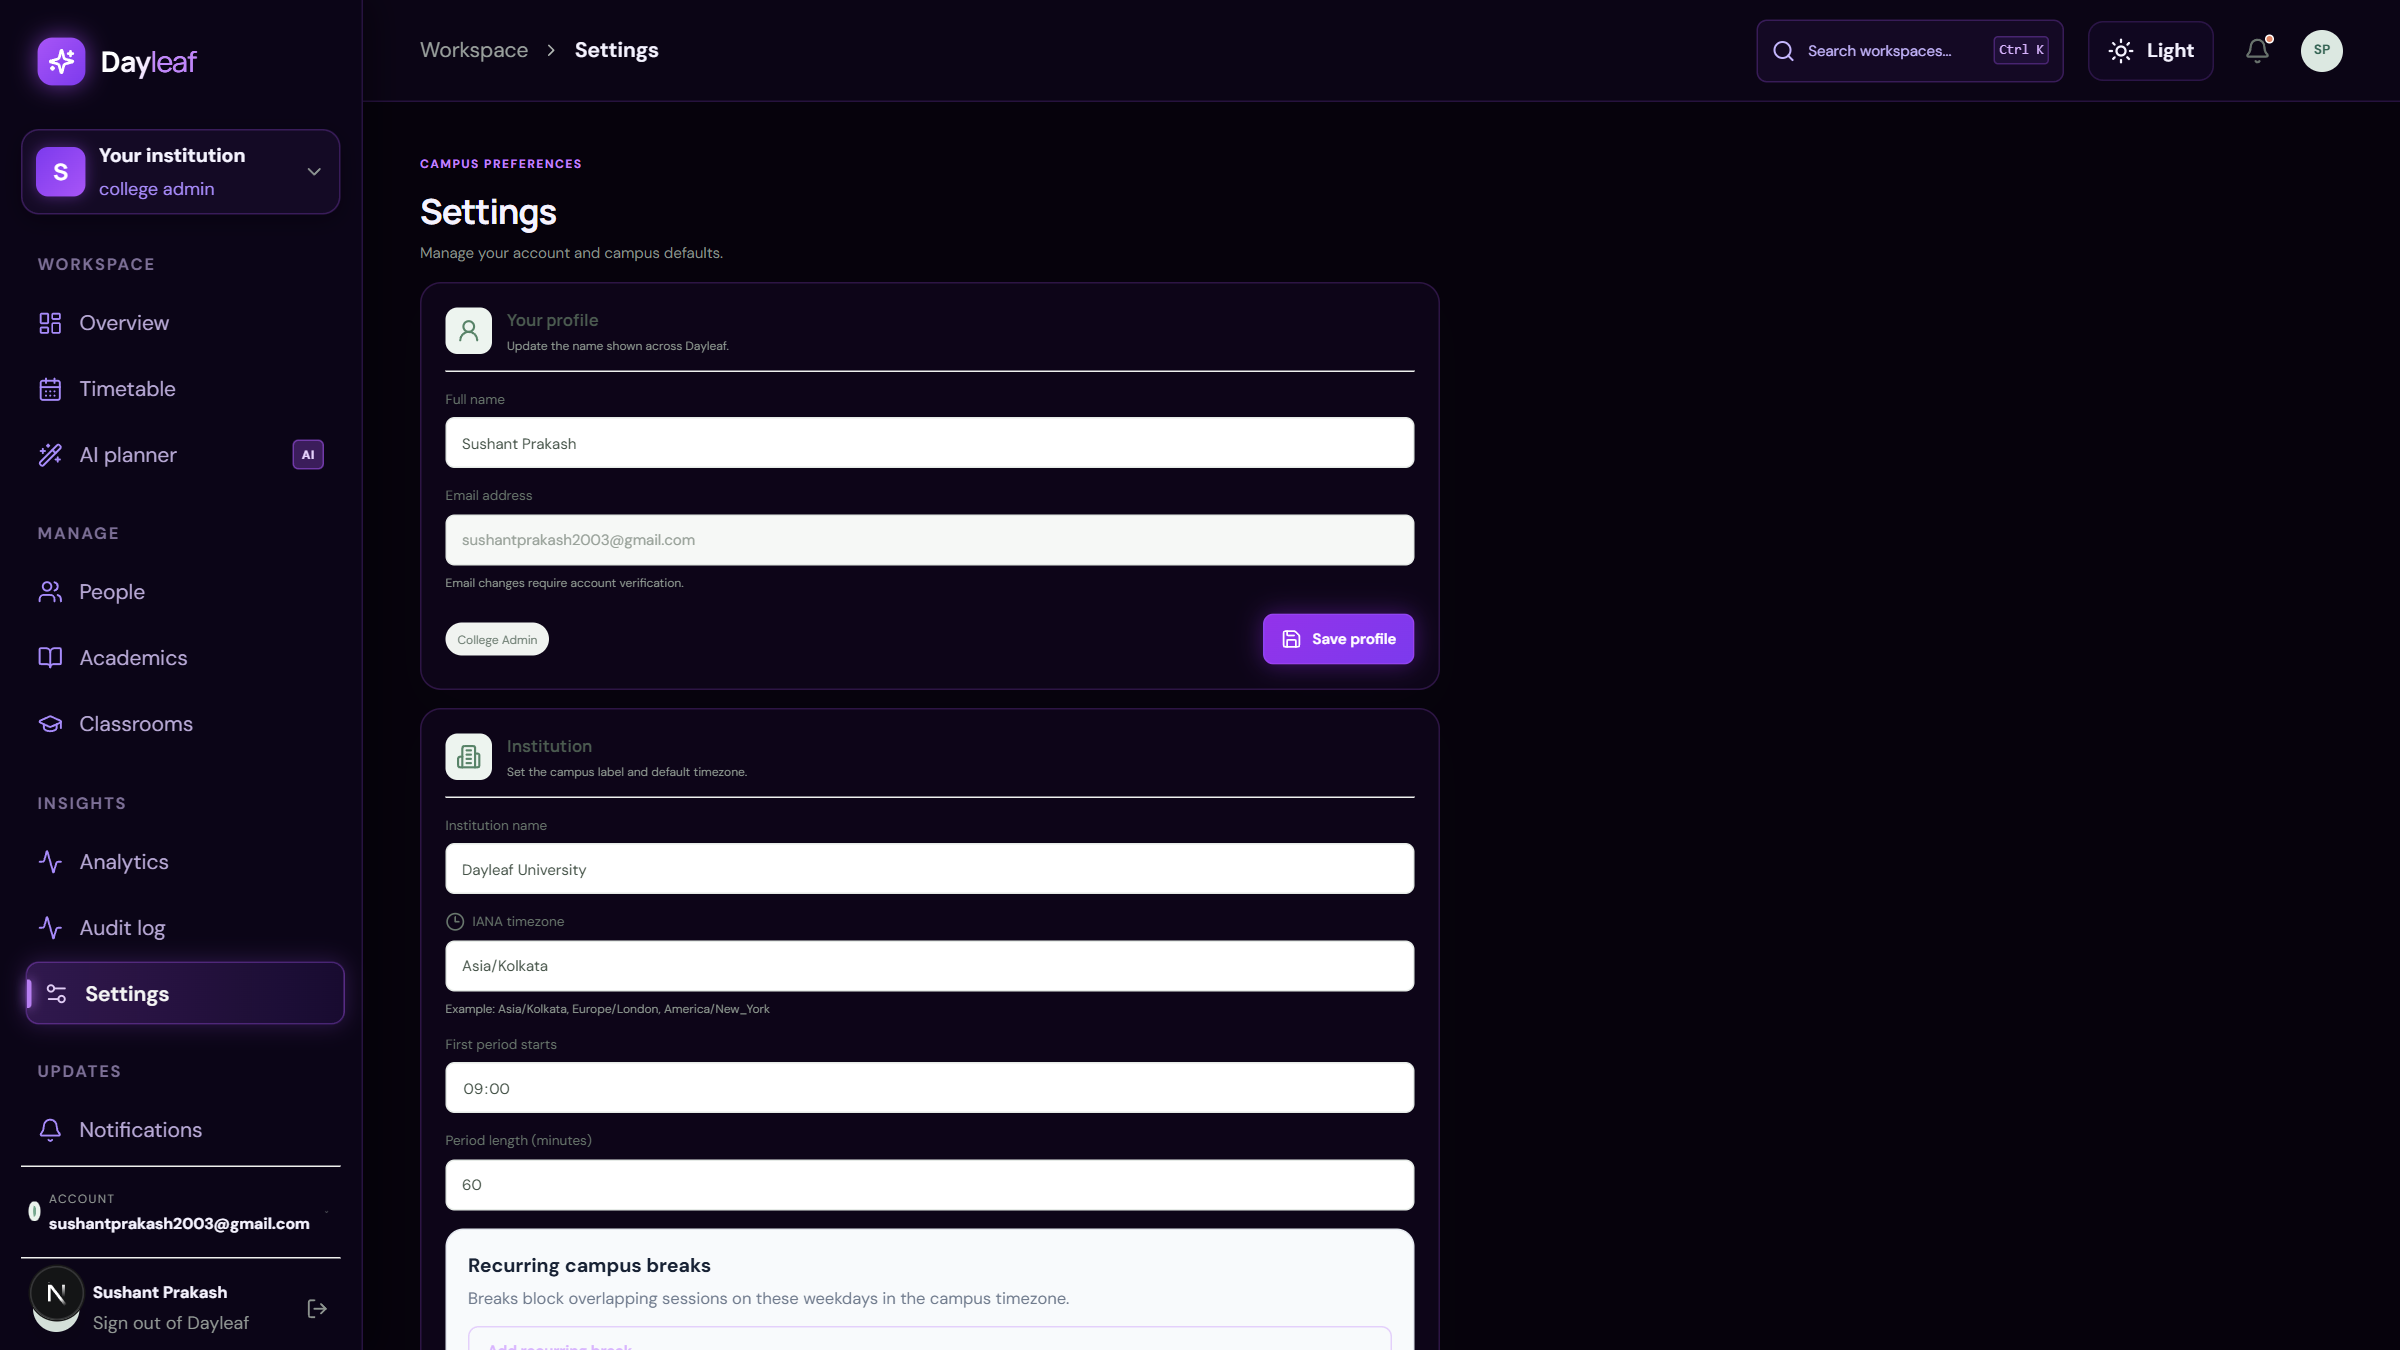 Dayleaf
Your institution
college admin
WORKSPACE
Overview
Timetable
AI planner
AI
MANAGE
People
Academics
Classrooms
INSIGHTS
Analytics
Audit log
Settings
UPDATES
Notifications
ACCOUNT
sushantprakash2003@gmail.com
N
Sushant Prakash
Sign out of Dayleaf
S
Workspace > Settings
Search workspaces...
Ctrl K
Light
SP
CAMPUS PREFERENCES
Settings
Manage your account and campus defaults.
Your profile
Update the name shown across Dayleaf.
Full name
Sushant Prakash
Email address
sushantprakash2003@gmail.com
Email changes require account verification.
College Admin
Save profile
Institution
Set the campus label and default timezone.
Institution name
Dayleaf University
IANA timezone
Asia/Kolkata
Example: Asia/Kolkata, Europe/London, America/New_York
First period starts
09:00
Period length (minutes)
60
Recurring campus breaks
Breaks block overlapping sessions on these weekdays in the campus timezone.
Add recurring break